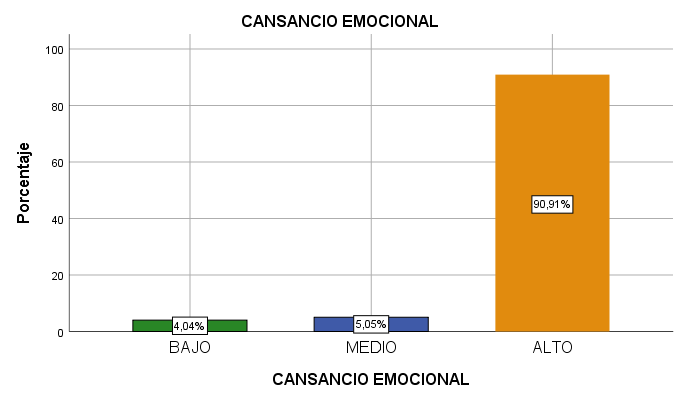 CANSANCIO EMOCIONAL
Porcentaje
100
80
60
40
20
0
4,04%
5,05%
90,91%
BAJO
MEDIO
ALTO
CANSANCIO EMOCIONAL